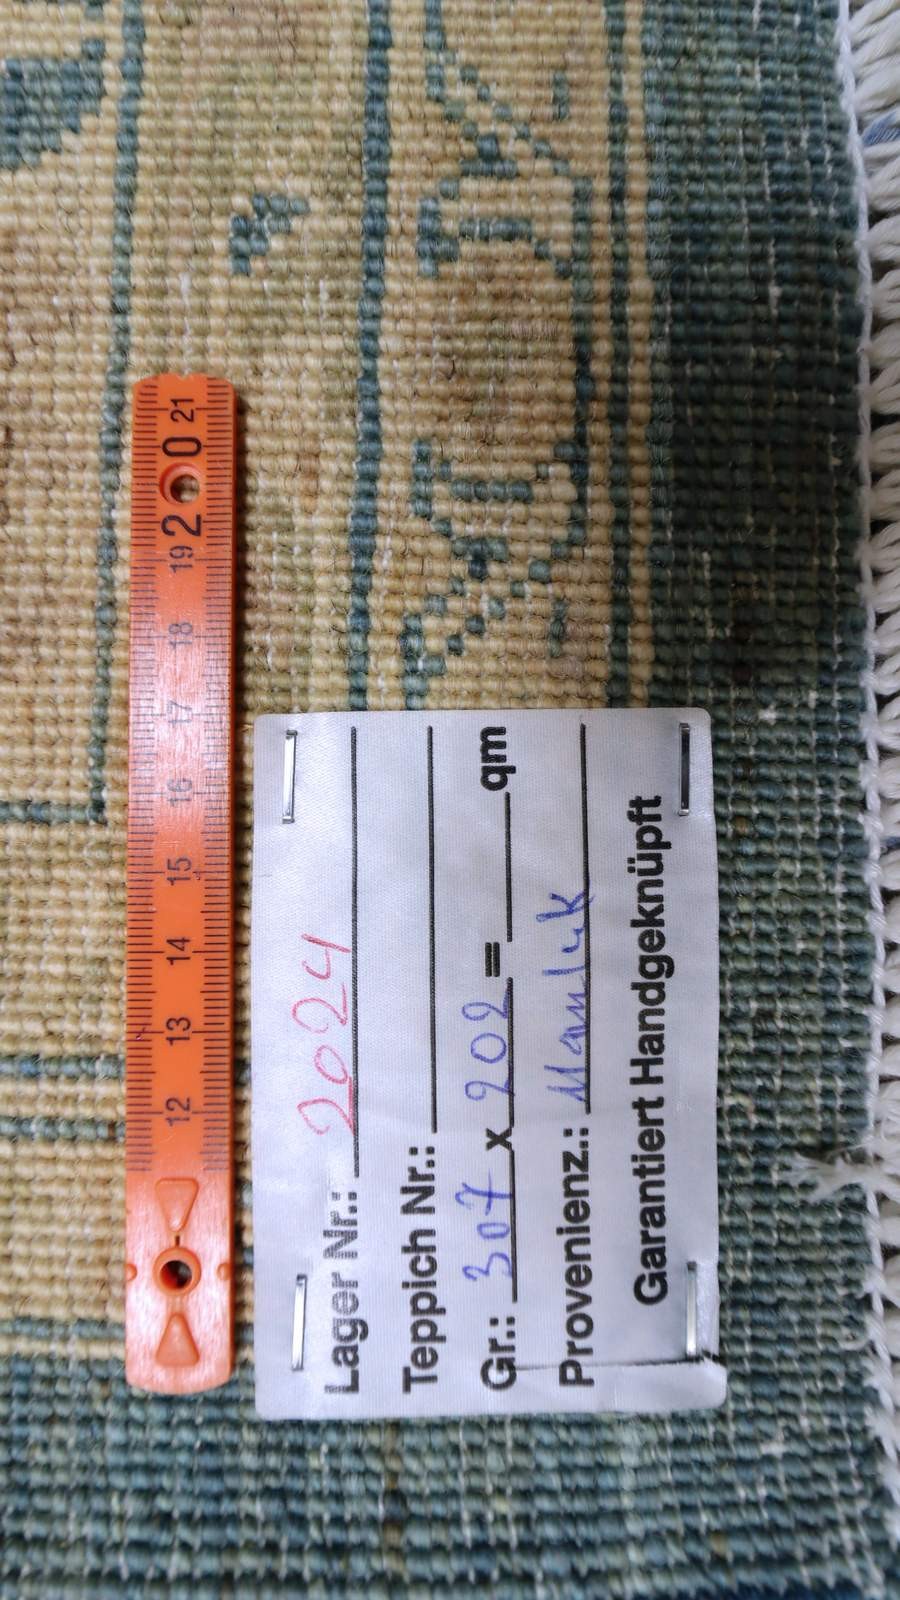 Lager Nr.: 2024
Teppich Nr.:
Gr.: 307 x 202 = qm
Provenienz.: Mamluk
Garantiert Handgeknüpft
12 13 14 15 16 17 18 19 20 21